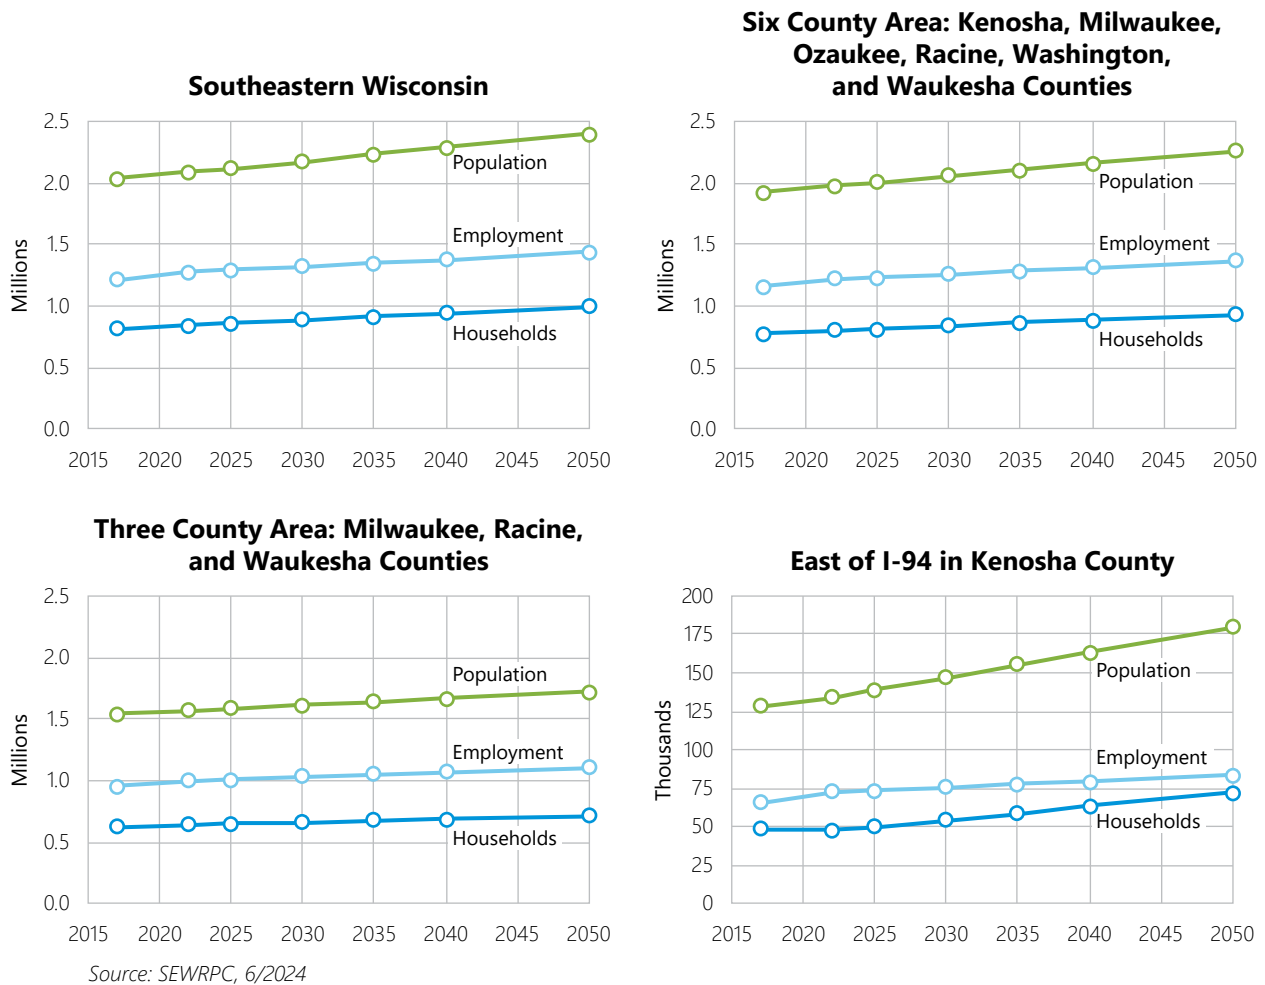 Southeastern Wisconsin
2.5
2.0
1.5
1.0
0.5
0.0
Millions
Population
Employment
Households
2015 2020 2025 2030 2035 2040 2045 2050
Six County Area: Kenosha, Milwaukee,
Ozaukee, Racine, Washington,
and Waukesha Counties
2.5
2.0
1.5
1.0
0.5
0.0
Millions
Population
Employment
Households
2015 2020 2025 2030 2035 2040 2045 2050
Three County Area: Milwaukee, Racine,
and Waukesha Counties
2.5
2.0
1.5
1.0
0.5
0.0
Millions
Population
Employment
Households
2015 2020 2025 2030 2035 2040 2045 2050
East of I-94 in Kenosha County
200
175
150
125
100
75
50
25
0
Thousands
Population
Employment
Households
2015 2020 2025 2030 2035 2040 2045 2050
Source: SEWRPC, 6/2024